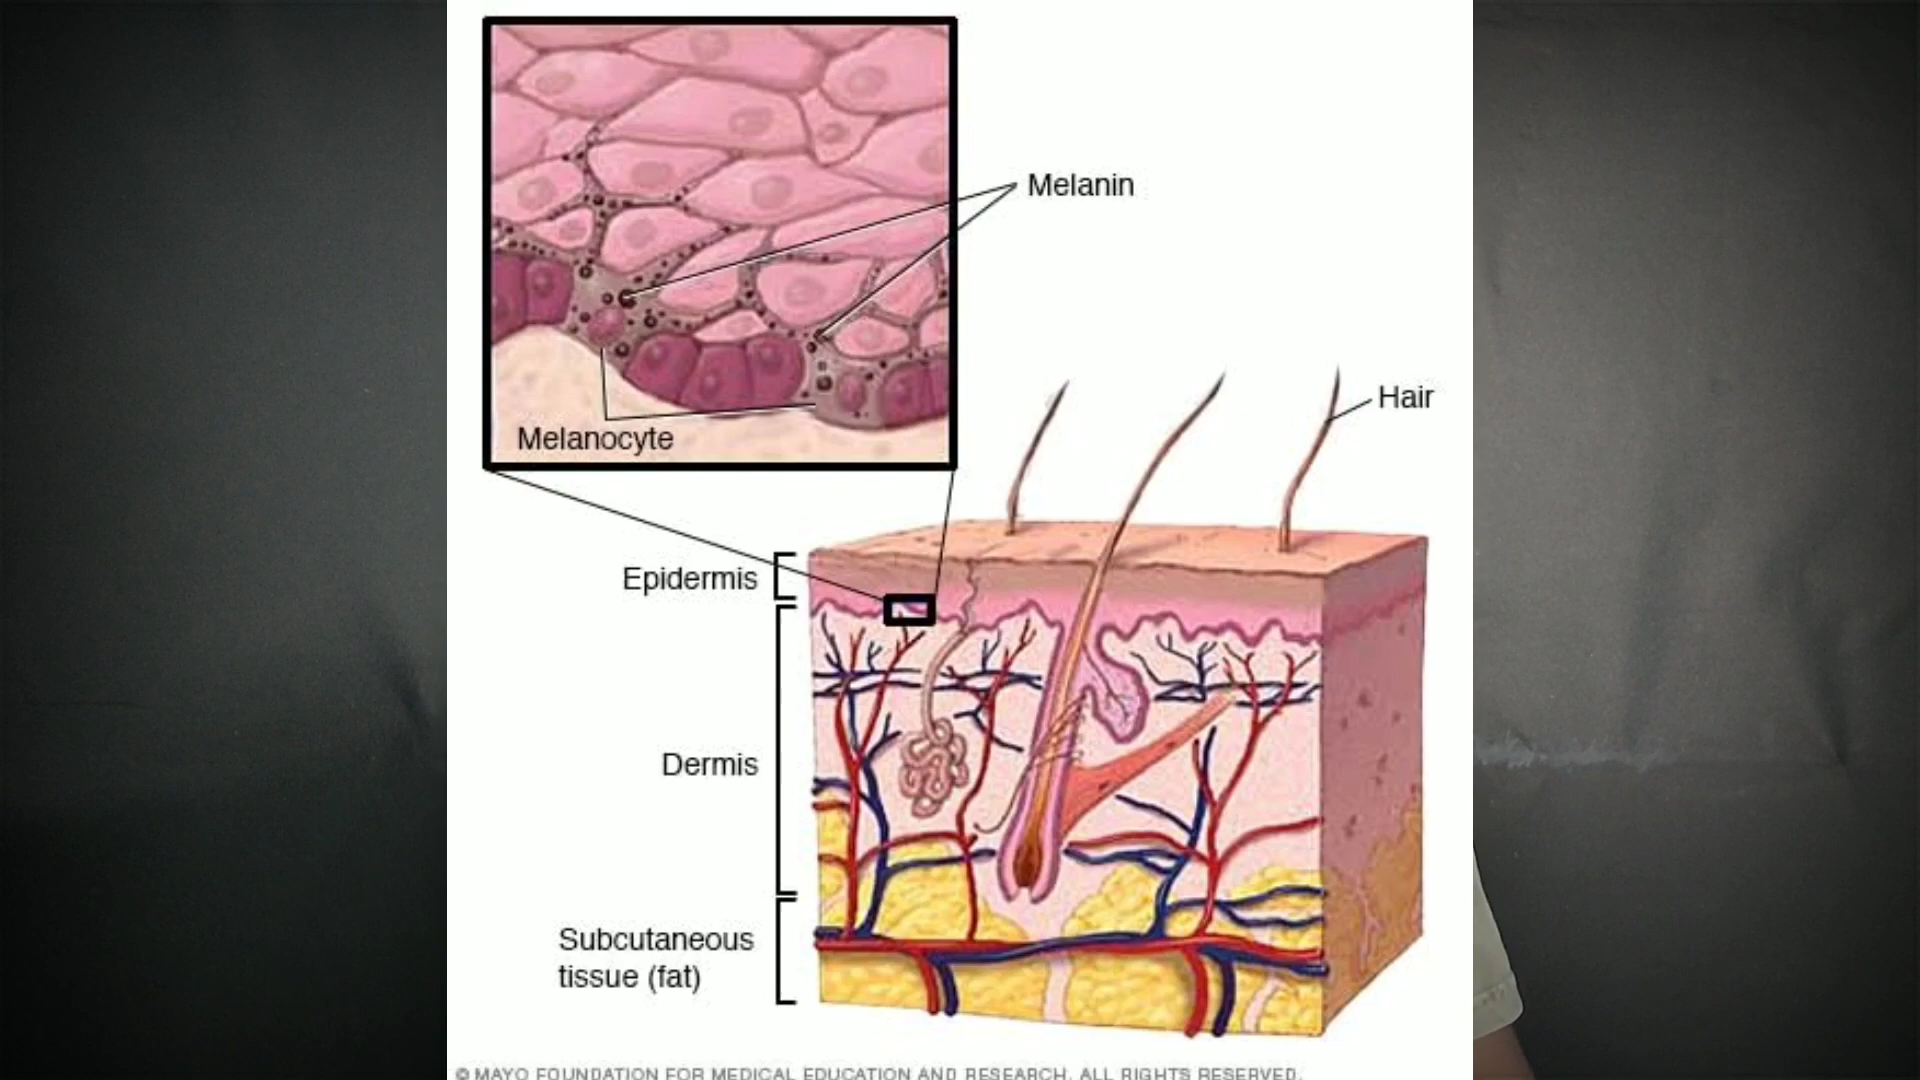 Melanin
Melanocyte
Hair
Epidermis
Dermis
Subcutaneous
tissue (fat)
© MAYO FOUNDATION FOR MEDICAL EDUCATION AND RESEARCH. ALL RIGHTS RESERVED.